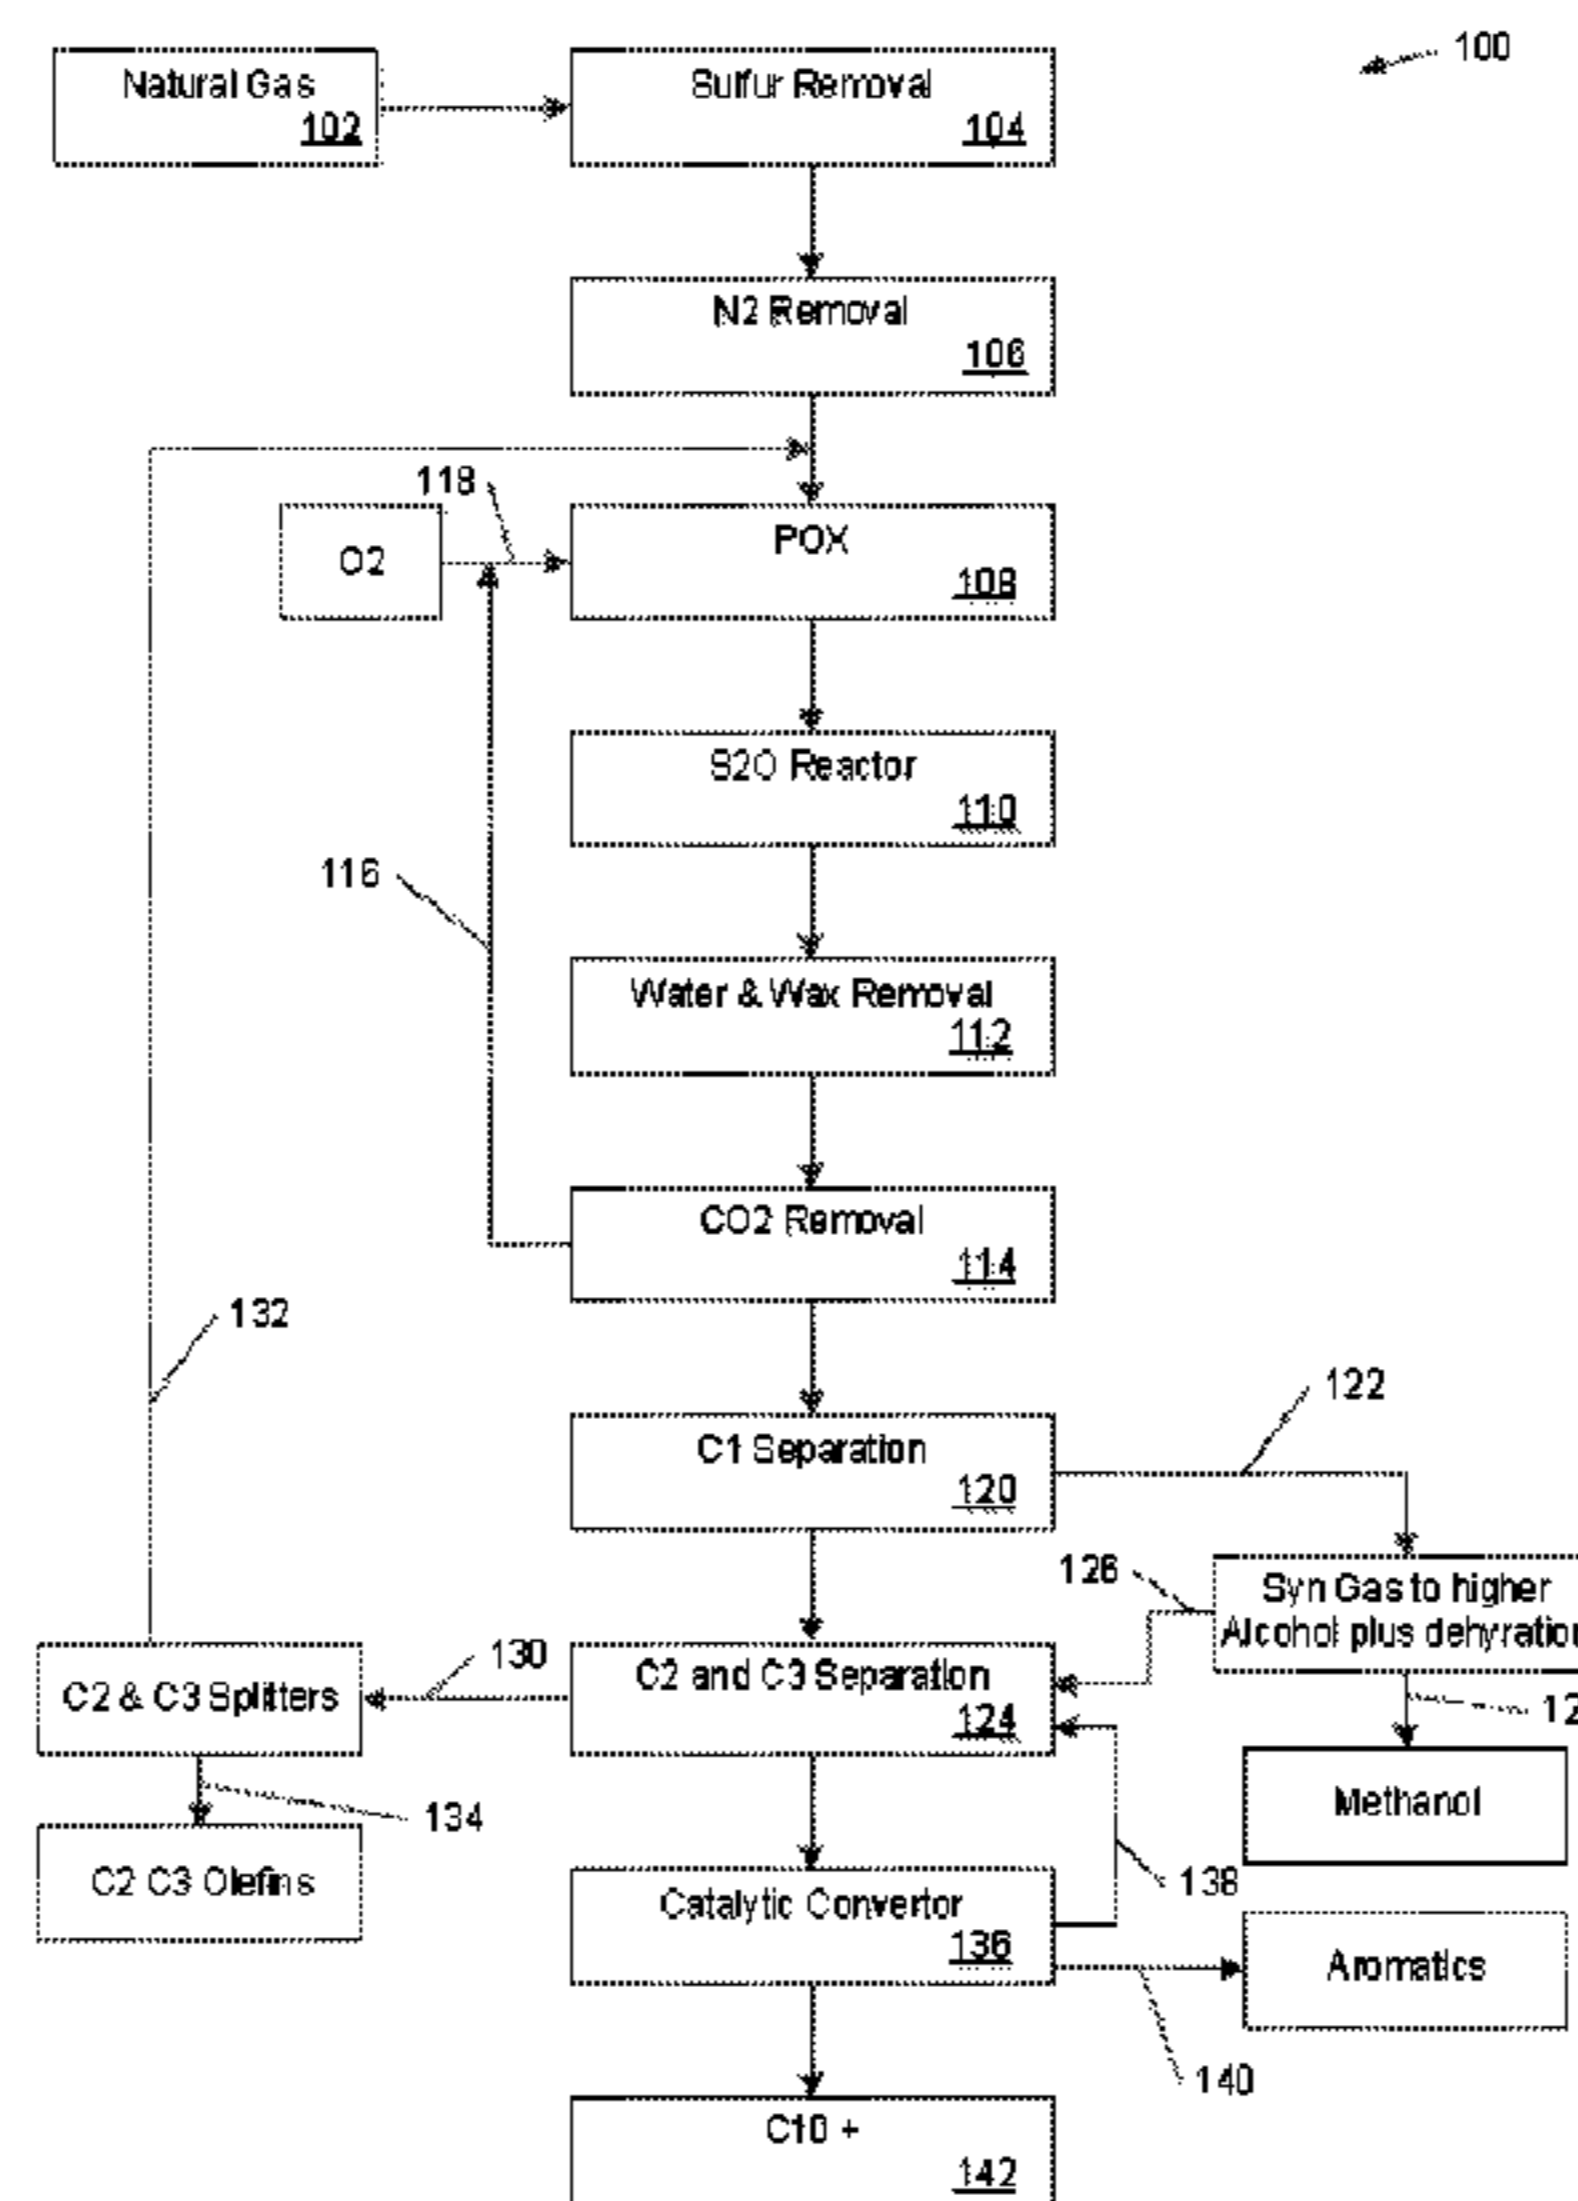 100
Natural Gas
102
Sulfur Removal
104
N2 Removal
106
118
O2
POX
108
S2O Reactor
110
116
Water & Wax Removal
112
CO2 Removal
114
132
122
C1 Separation
120
126
Syn Gas to higher
Alcohol plus dehyration
130
C2 & C3 Splitters
C2 and C3 Separation
124
134
Methanol
C2 C3 Olefins
138
Catalytic Convertor
136
Aromatics
140
C10 +
142